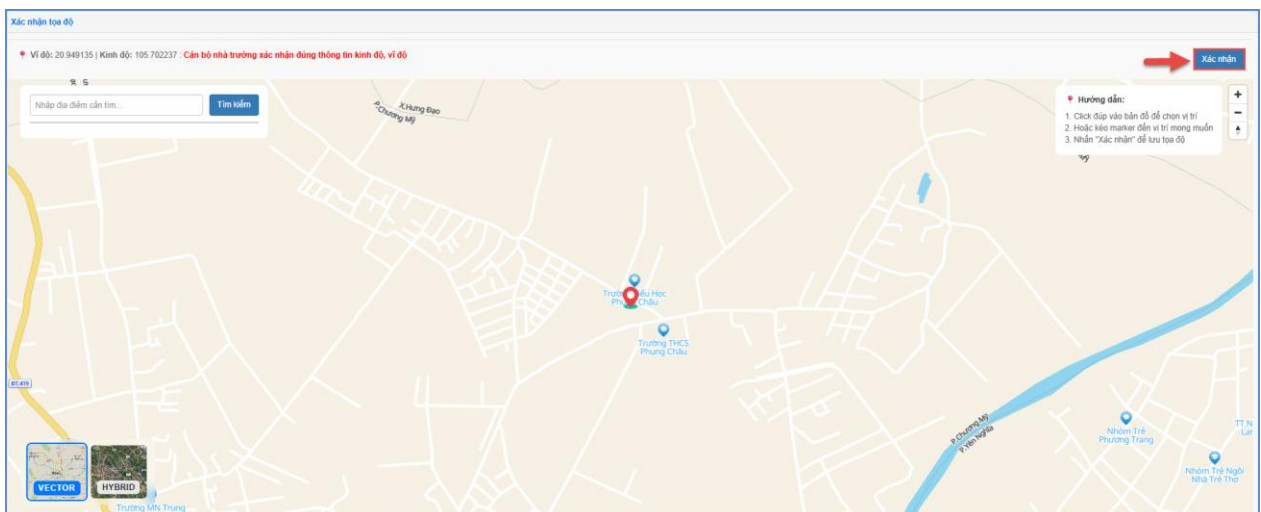 Xác nhận tọa độ
Vĩ độ: 20.949135 | Kinh độ: 105.702237 : Cán bộ nhà trường xác nhận đúng thông tin kinh độ, vĩ độ
Xác nhận
Nhập địa điểm cần tìm...
Tìm kiếm
X.Hưng Đạo
P.Chương Mỹ
Hướng dẫn:
1. Click đúp vào bản đồ để chọn vị trí
2. Hoặc kéo marker đến vị trí mong muốn
3. Nhấn "Xác nhận" để lưu tọa độ
+
−
Trường THCS
Phụng Châu
ĐT.419
P.Chương Mỹ
P.Yên Nghĩa
Nhóm Trẻ
Phương Trang
TT N
Lar
Nhóm Trẻ Ngôi
Nhà Trẻ Thơ
VECTOR
HYBRID
Trường MN Trung